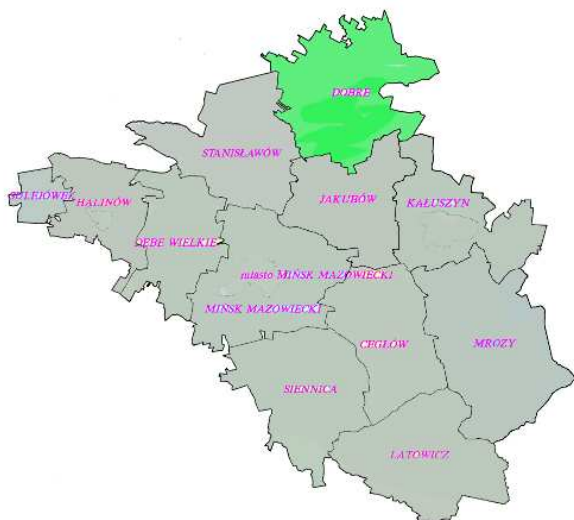 DOBRE
STANISŁAWÓW
SULEJÓWEK
HALINÓW
JAKUBÓW
KAŁUSZYN
DĘBE WIELKIE
miasto MIŃSK MAZOWIECKI
MIŃSK MAZOWIECKI
CEGŁÓW
MROZY
SIENNICA
LATOWICZ